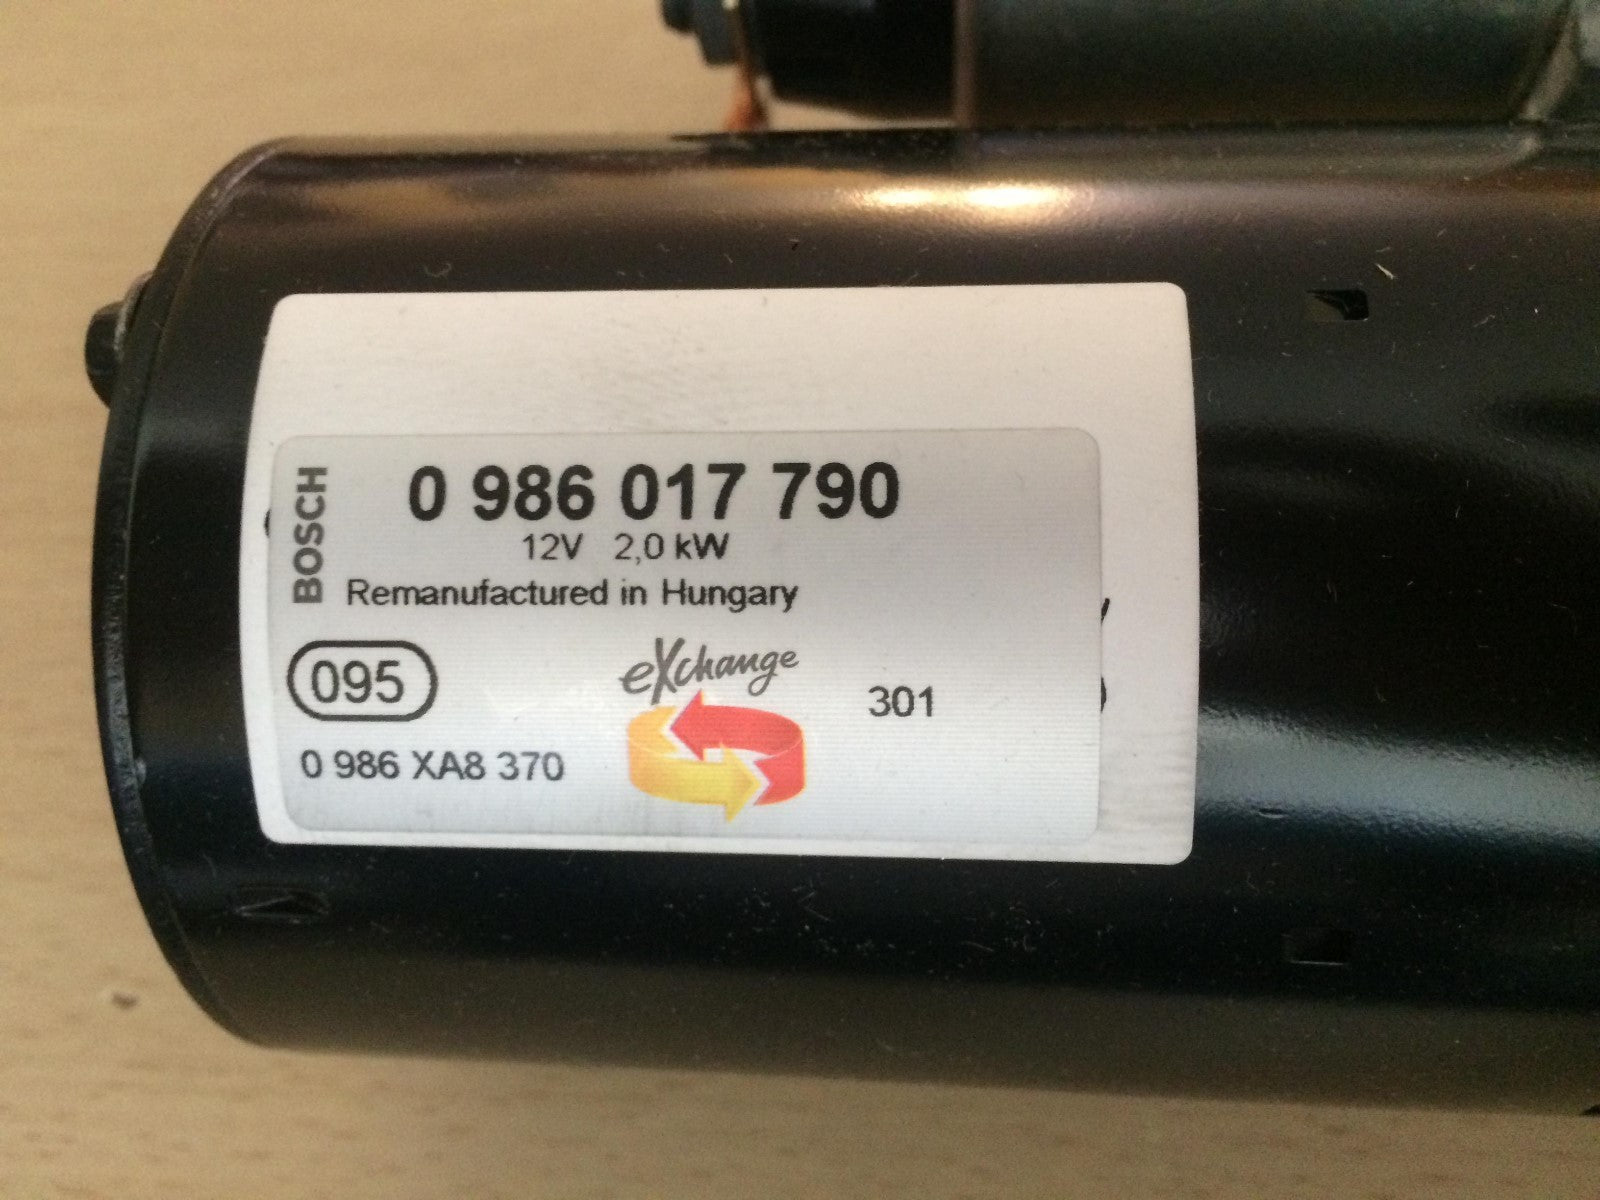 BOSCH
0 986 017 790
12V 2,0 kW
Remanufactured in Hungary
095
eXchange
301
0 986 XA8 370